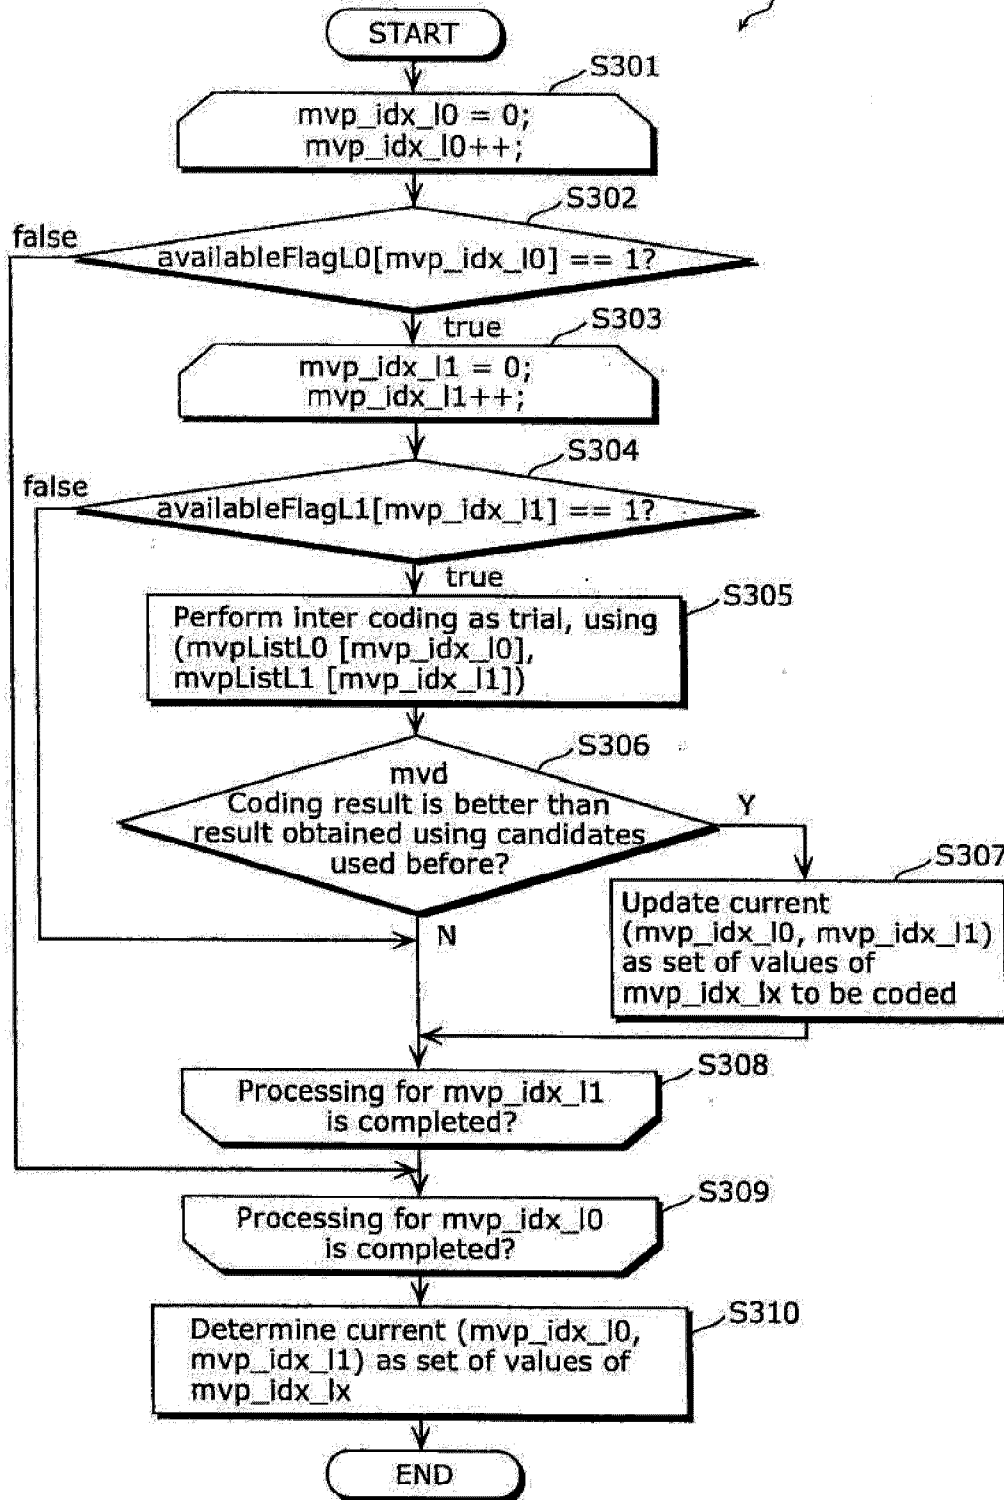 START
S301
mvp_idx_l0 = 0;
mvp_idx_l0++;
S302
false
availableFlagL0[mvp_idx_l0] == 1?
true
S303
mvp_idx_l1 = 0;
mvp_idx_l1++;
S304
false
availableFlagL1[mvp_idx_l1] == 1?
true
S305
Perform inter coding as trial, using
(mvpListL0 [mvp_idx_l0],
mvpListL1 [mvp_idx_l1])
S306
mvd
Coding result is better than
result obtained using candidates
used before?
Y
N
S307
Update current
(mvp_idx_l0, mvp_idx_l1)
as set of values of
mvp_idx_lx to be coded
S308
Processing for mvp_idx_l1
is completed?
S309
Processing for mvp_idx_l0
is completed?
S310
Determine current (mvp_idx_l0,
mvp_idx_l1) as set of values of
mvp_idx_lx
END